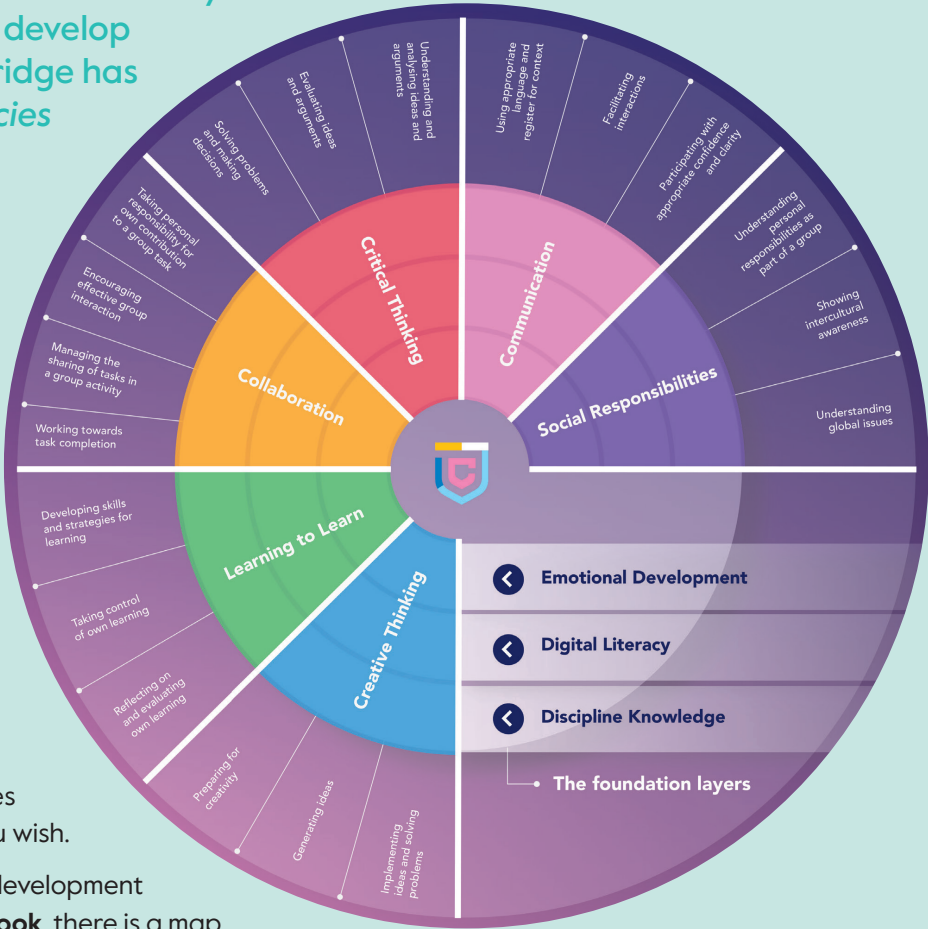 develop
ridge has
cies
Understanding and
analysing ideas and
arguments
Evaluating ideas
and arguments
Solving problems
and making
decisions
Critical Thinking
Using appropriate
language and
register for context
Facilitating
interactions
Participating with
appropriate confidence
and clarity
Communication
Understanding
personal
responsibilities as
part of a group
Showing
intercultural
awareness
Understanding
global issues
Social Responsibilities
Taking personal
responsibility for
own contribution
to a group task
Encouraging
effective group
interaction
Managing the
sharing of tasks in
a group activity
Working towards
task completion
Collaboration
Developing skills
and strategies for
learning
Taking control
of own learning
Reflecting on
and evaluating
own learning
Learning to Learn
Preparing for
creativity
Generating ideas
Implementing
ideas and solving
problems
Creative Thinking
Emotional Development
Digital Literacy
Discipline Knowledge
The foundation layers
es
u wish.
development
ook, there is a map